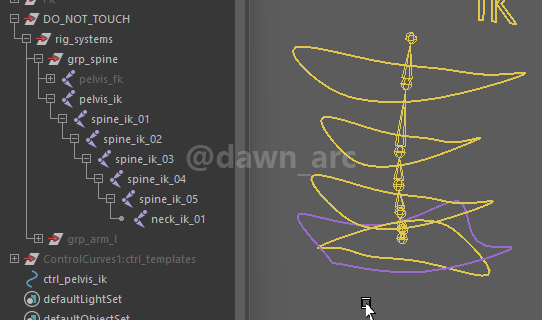 FK
DO_NOT_TOUCH
rig_systems
grp_spine
pelvis_fk
pelvis_ik
spine_ik_01
spine_ik_02
spine_ik_03
spine_ik_04
spine_ik_05
neck_ik_01
grp_arm_l
ControlCurves1:ctrl_templates
ctrl_pelvis_ik
defaultLightSet
defaultObjectSet
IK
@dawn_arc